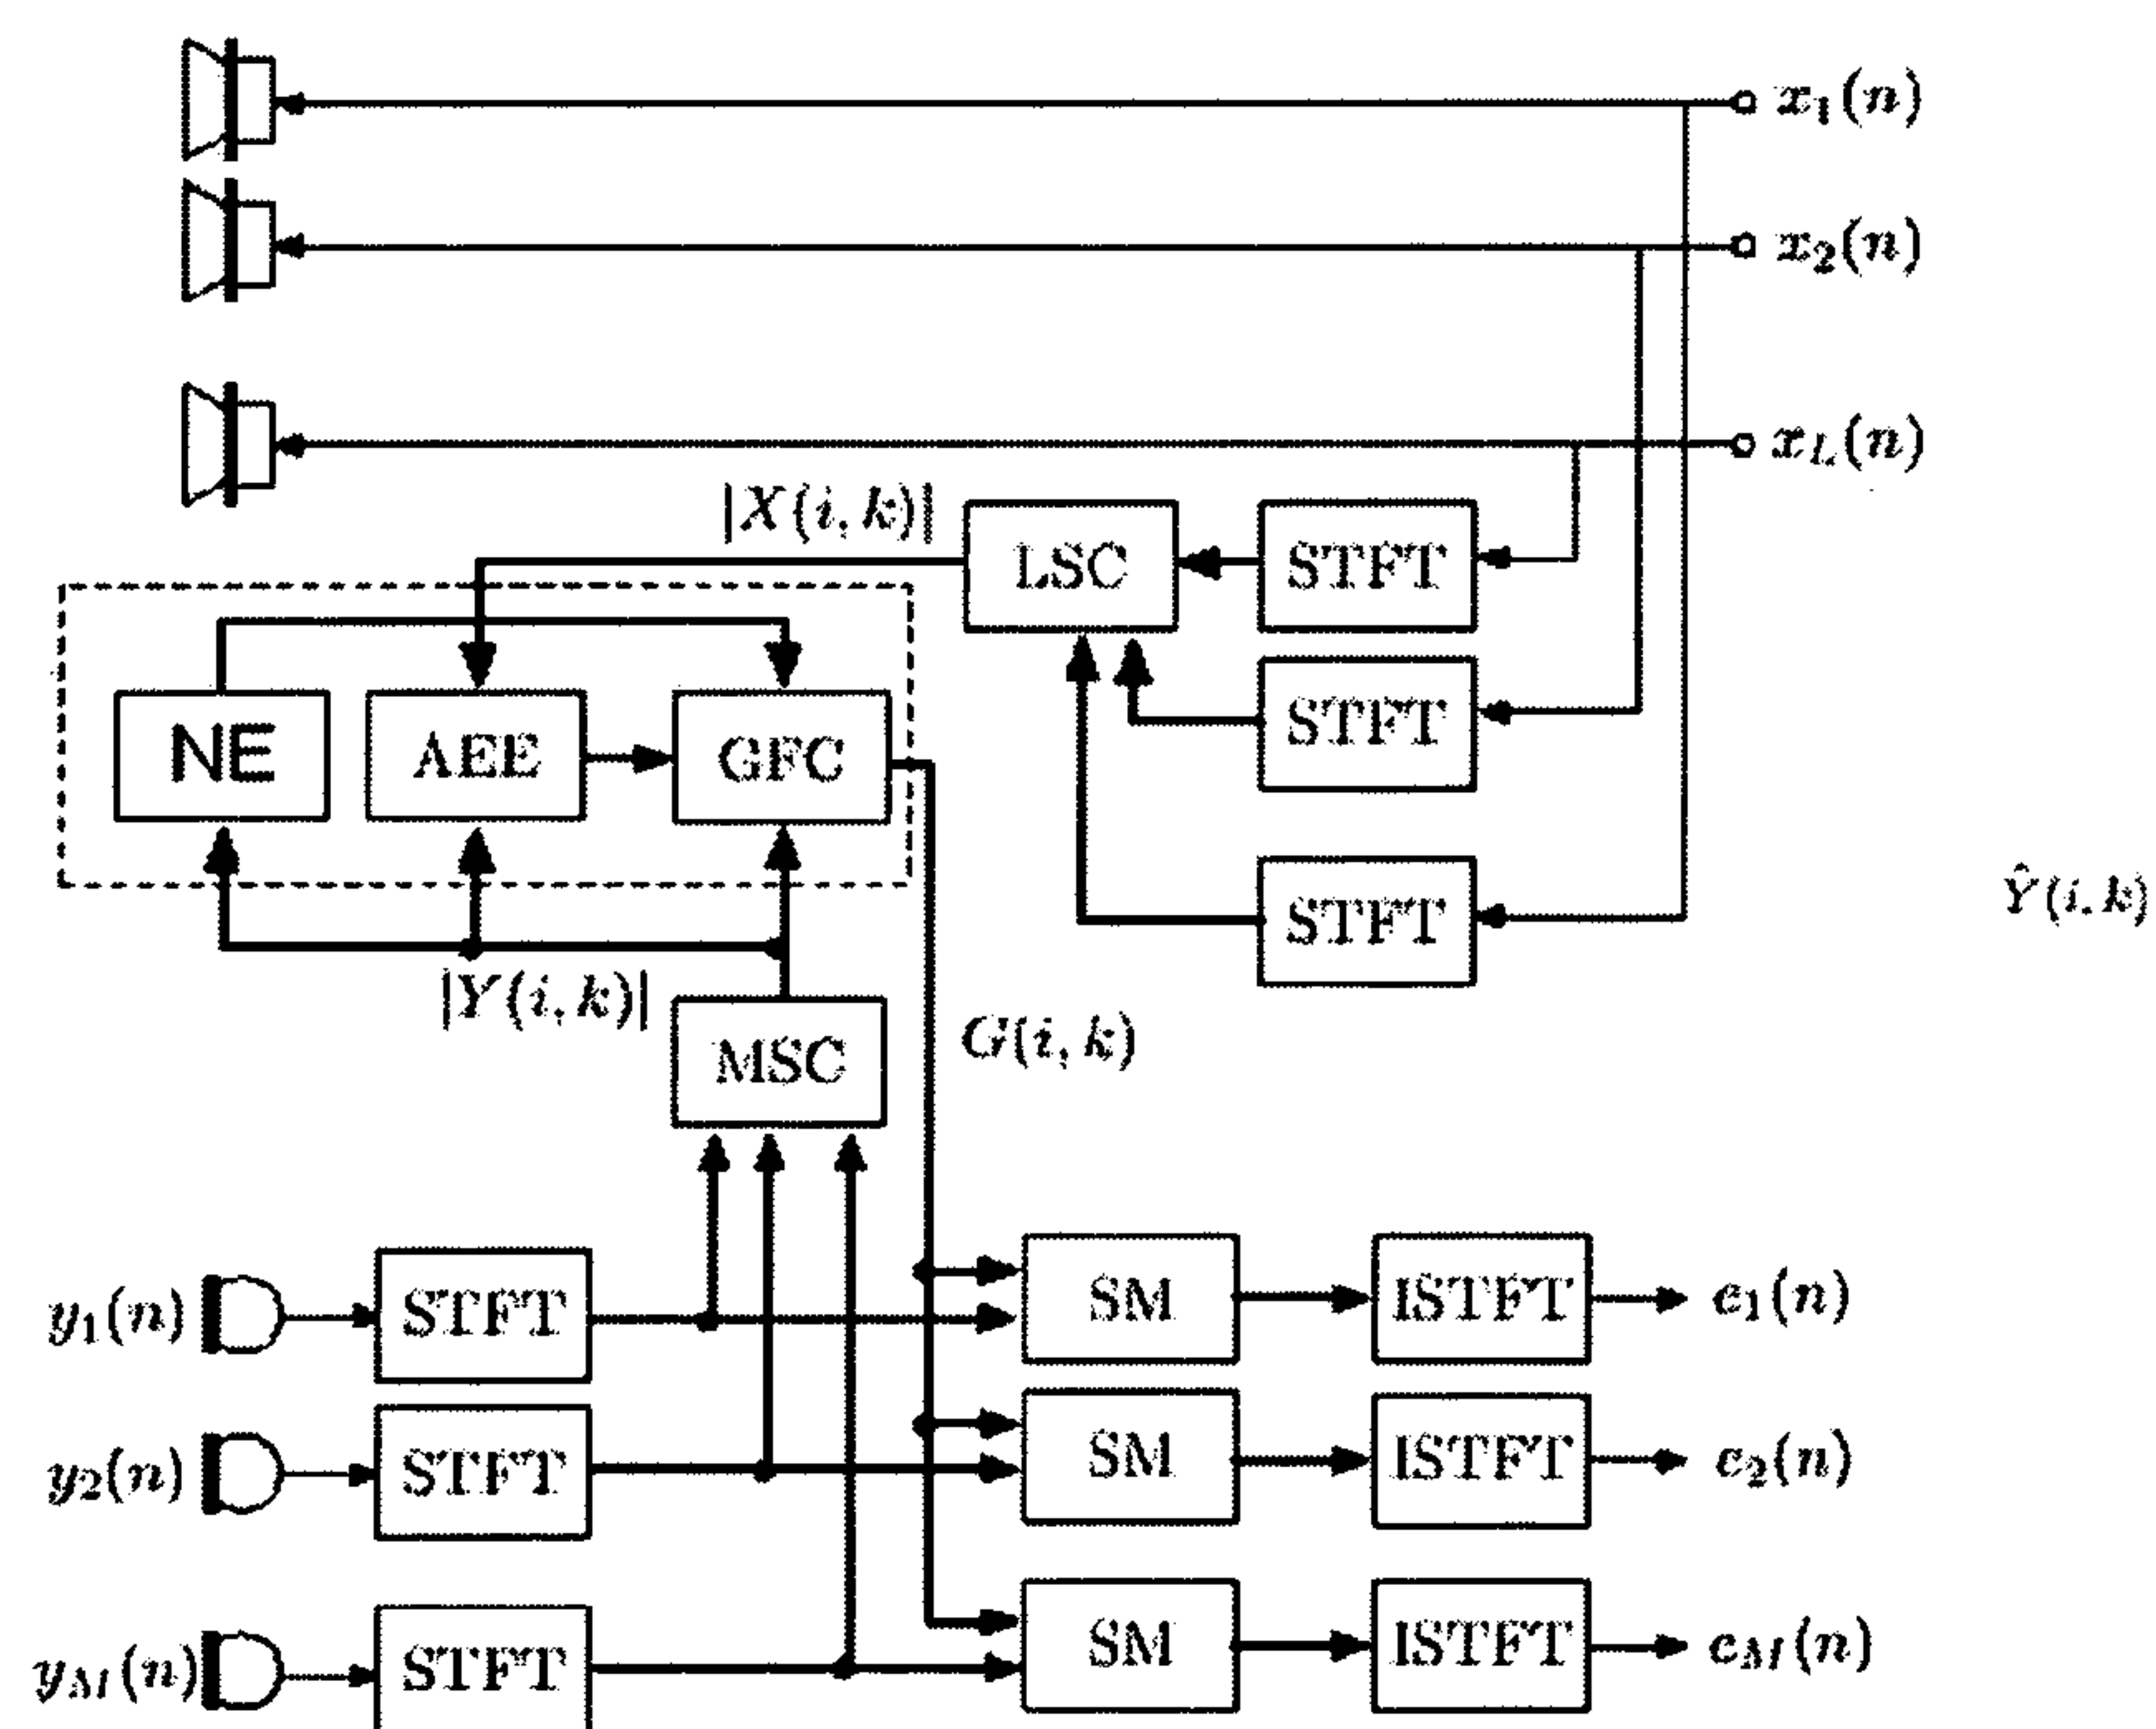 x₁(n)
x₂(n)
x_L(n)
|X(i, k)|
LSC
STFT
STFT
NE
AEE
GFC
STFT
Ŷ(i, k)
|Y(i, k)|
G(i, k)
MSC
y₁(n)
STFT
SM
ISTFT
e₁(n)
y₂(n)
STFT
SM
ISTFT
e₂(n)
y_M(n)
STFT
SM
ISTFT
e_M(n)